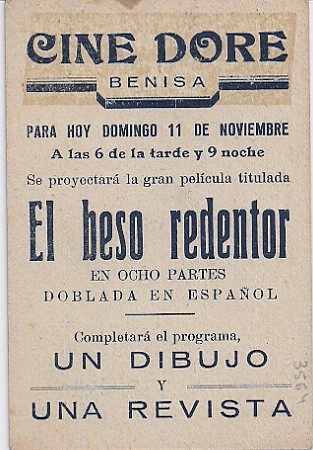 CINE DORE
BENISA
PARA HOY DOMINGO 11 DE NOVIEMBRE
A las 6 de la tarde y 9 noche
Se proyectará la gran película titulada
El beso redentor
EN OCHO PARTES
DOBLADA EN ESPAÑOL
Completará el programa,
UN DIBUJO
Y
UNA REVISTA
3564